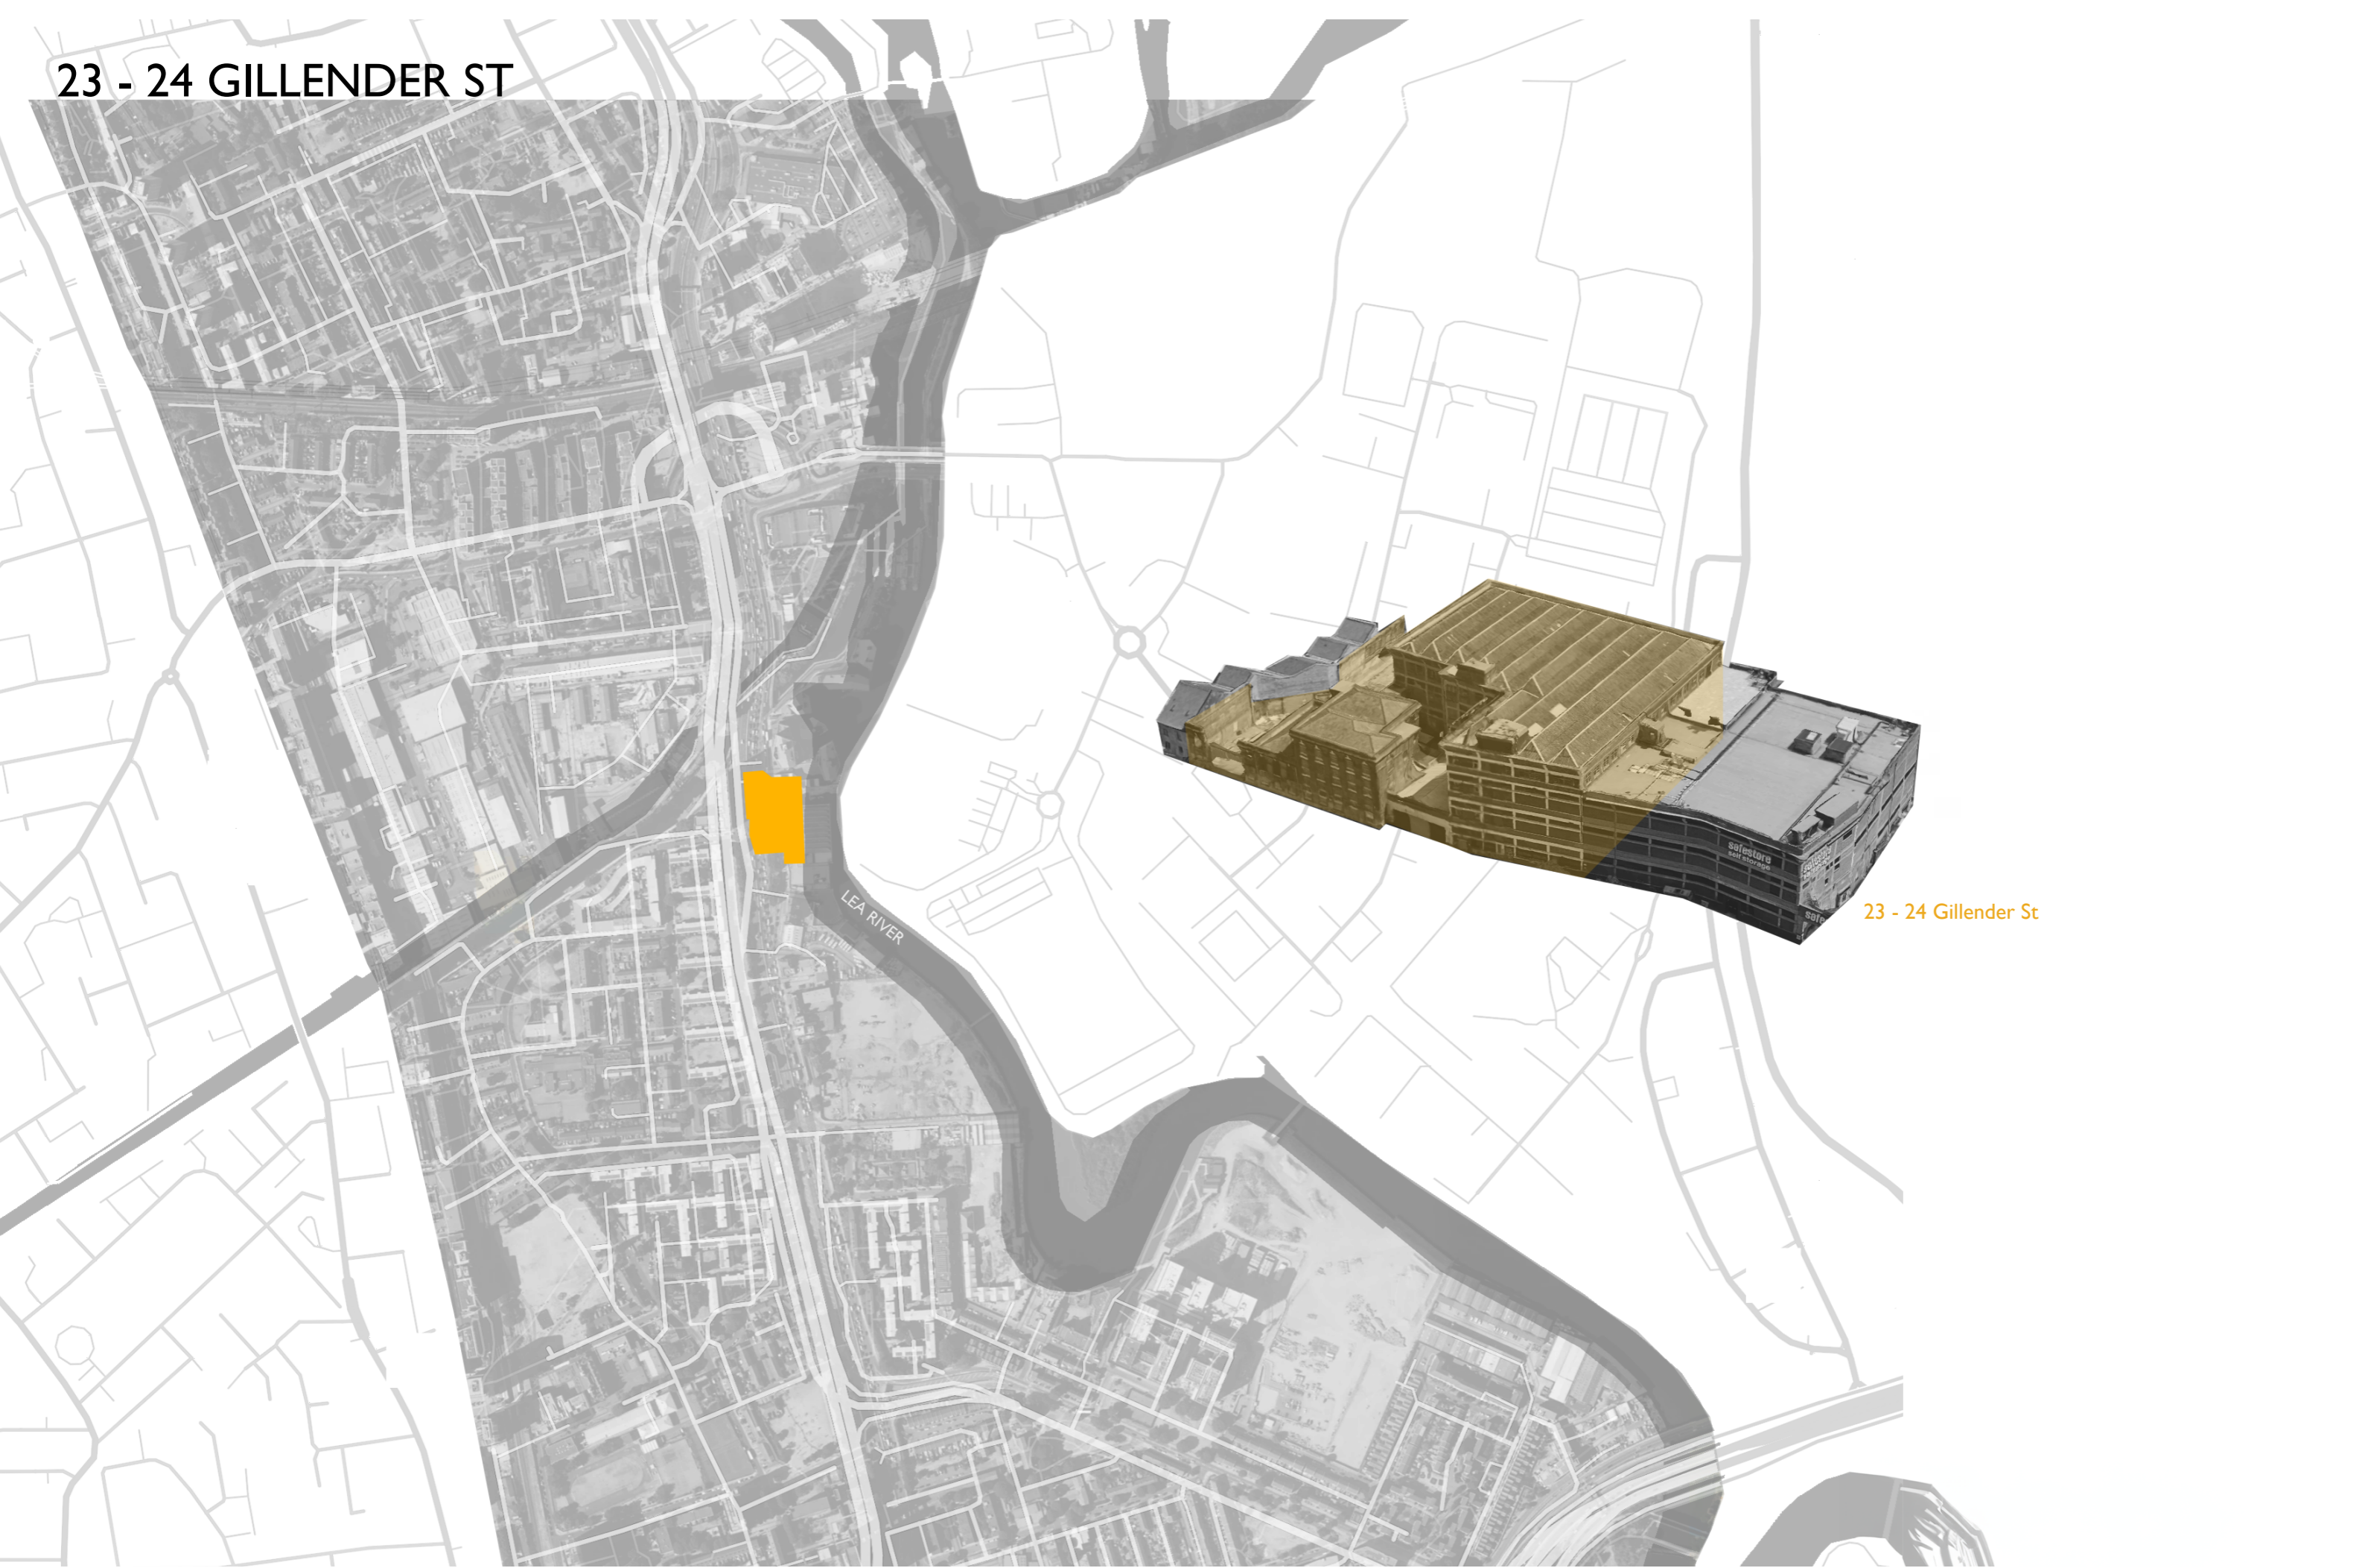 23 - 24 GILLENDER ST
LEA RIVER
safestore
self storage
23 - 24 Gillender St